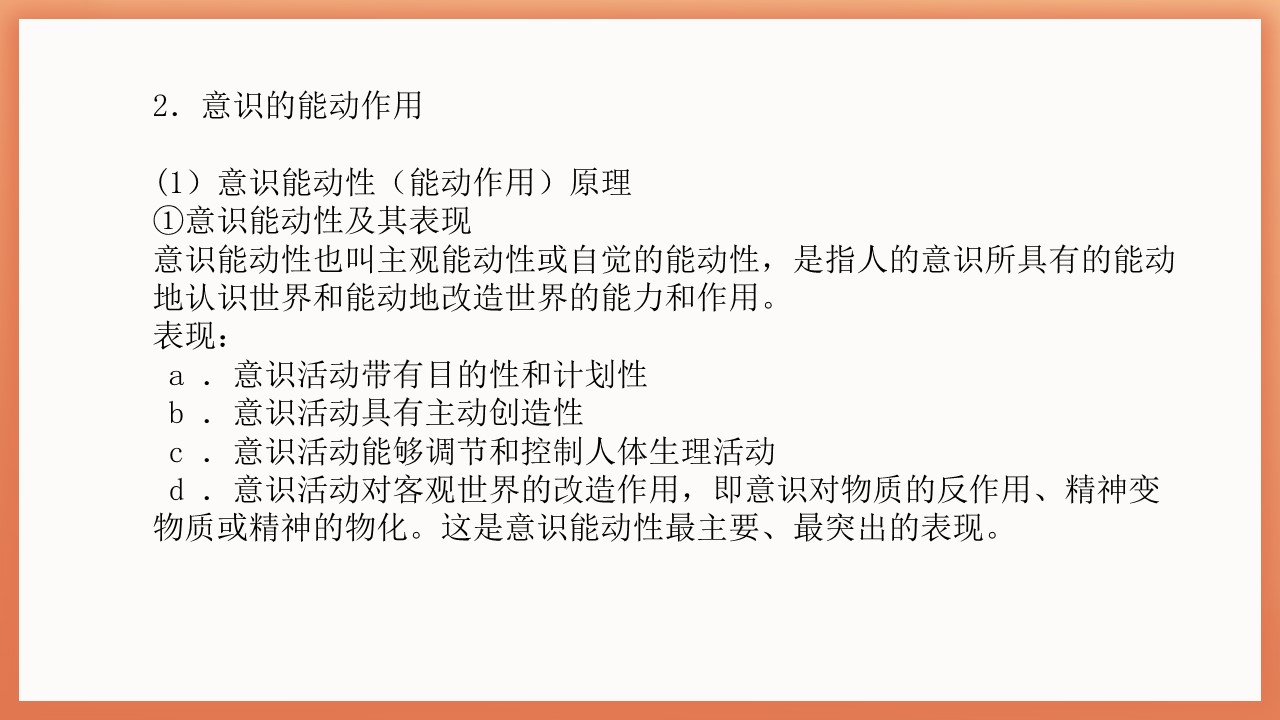 2．意识的能动作用
(1）意识能动性（能动作用）原理
①意识能动性及其表现
意识能动性也叫主观能动性或自觉的能动性，是指人的意识所具有的能动
地认识世界和能动地改造世界的能力和作用。
表现：
a ．意识活动带有目的性和计划性
b ．意识活动具有主动创造性
c ．意识活动能够调节和控制人体生理活动
d ．意识活动对客观世界的改造作用，即意识对物质的反作用、精神变
物质或精神的物化。这是意识能动性最主要、最突出的表现。